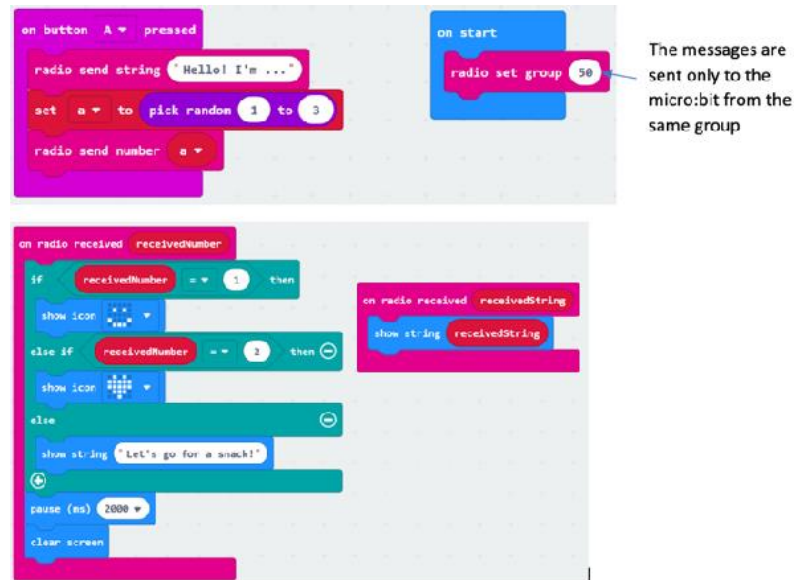 on button A pressed
radio send string "Hello! I'm ..."
set a to pick random 1 to 3
radio send number a
on start
radio set group 50
The messages are
sent only to the
micro:bit from the
same group
on radio received receivedNumber
if receivedNumber = 1 then
show icon
else if receivedNumber = 2 then
show icon
else
show string "Let's go for a snack!"
pause (ms) 2000
clear screen
on radio received receivedString
show string receivedString